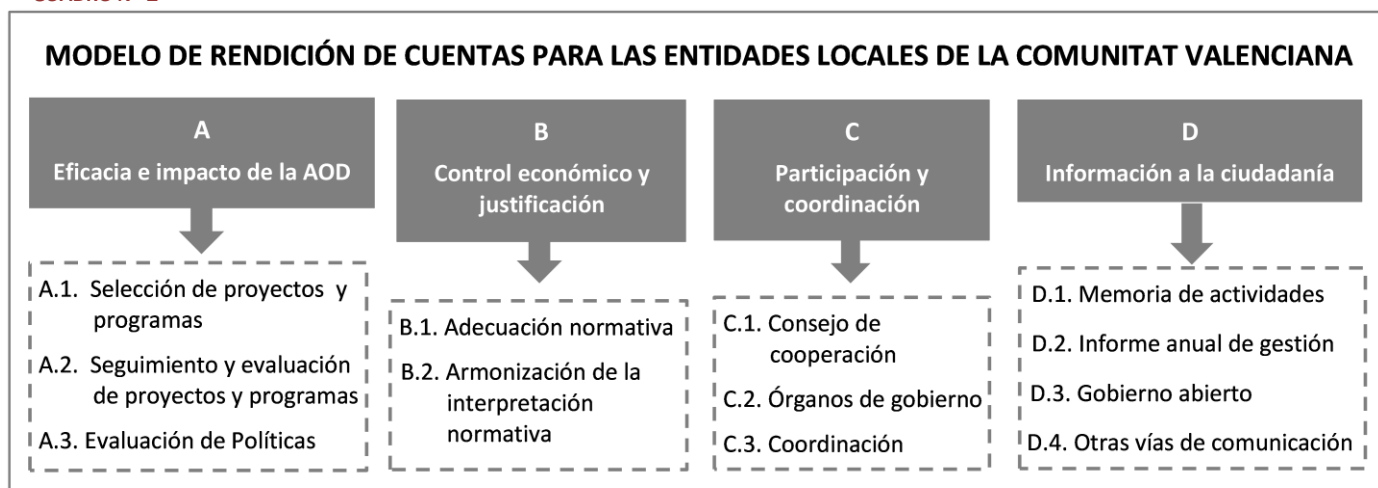 MODELO DE RENDICIÓN DE CUENTAS PARA LAS ENTIDADES LOCALES DE LA COMUNITAT VALENCIANA
A
Eficacia e impacto de la AOD
A.1. Selección de proyectos y
programas
A.2. Seguimiento y evaluación
de proyectos y programas
A.3. Evaluación de Políticas
B
Control económico y
justificación
B.1. Adecuación normativa
B.2. Armonización de la
interpretación
normativa
C
Participación y
coordinación
C.1. Consejo de
cooperación
C.2. Órganos de gobierno
C.3. Coordinación
D
Información a la ciudadanía
D.1. Memoria de actividades
D.2. Informe anual de gestión
D.3. Gobierno abierto
D.4. Otras vías de comunicación